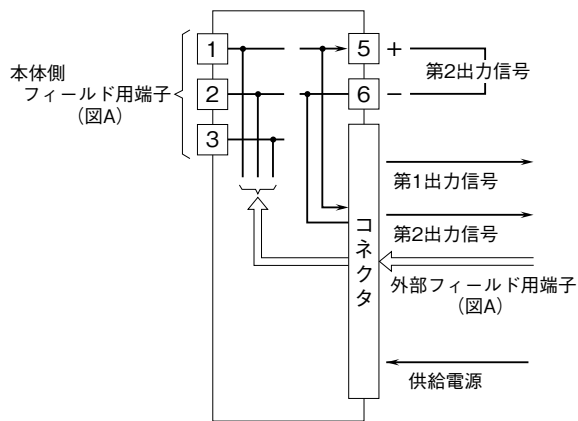 本体側
フィールド用端子
(図A)
1
2
3
5
+
6
−
第2出力信号
第1出力信号
第2出力信号
コネクタ
外部フィールド用端子
(図A)
供給電源